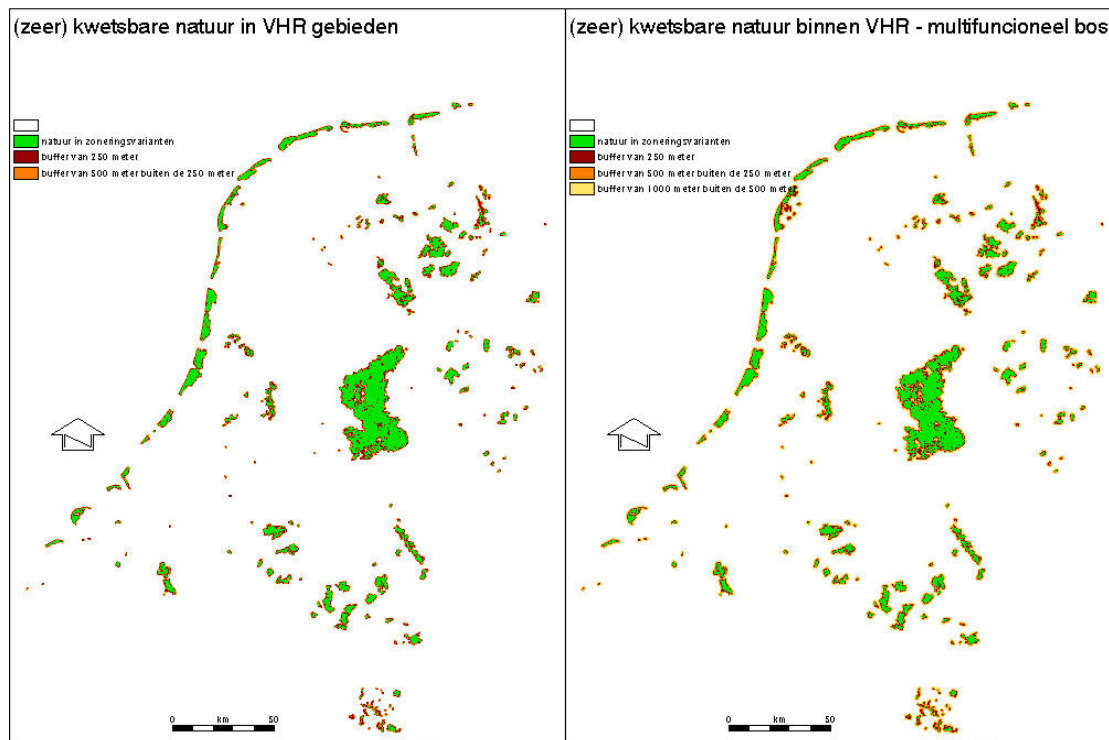 (zeer) kwetsbare natuur in VHR gebieden
natuur in zoneringsvarianten
buffer van 250 meter
buffer van 500 meter buiten de 250 meter
0 km 50
(zeer) kwetsbare natuur binnen VHR - multifuncioneel bos
natuur in zoneringsvarianten
buffer van 250 meter
buffer van 500 meter buiten de 250 meter
buffer van 1000 meter buiten de 500 meter
0 km 50